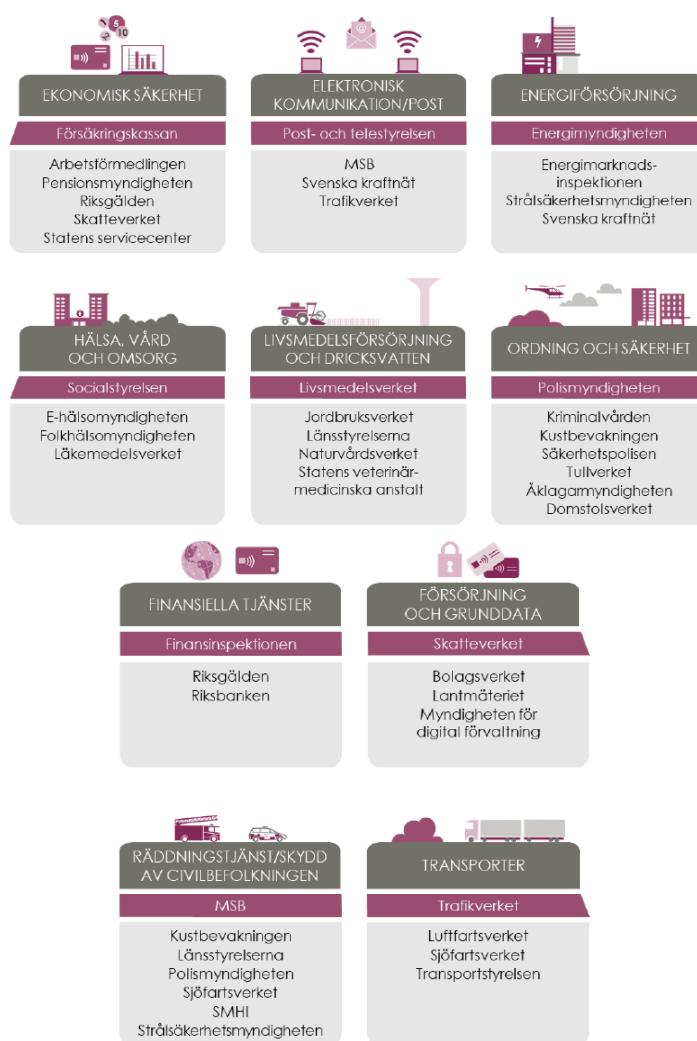 1 5 10
EKONOMISK SÄKERHET
Försäkringskassan
Arbetsförmedlingen
Pensionsmyndigheten
Riksgälden
Skatteverket
Statens servicecenter
@
ELEKTRONISK
KOMMUNIKATION/POST
Post- och telestyrelsen
MSB
Svenska kraftnät
Trafikverket
ENERGIFÖRSÖRJNING
Energimyndigheten
Energimarknads-
inspektionen
Strålsäkerhetsmyndigheten
Svenska kraftnät
HÄLSA, VÅRD
OCH OMSORG
Socialstyrelsen
E-hälsomyndigheten
Folkhälsomyndigheten
Läkemedelsverket
LIVSMEDELSFÖRSÖRJNING
OCH DRICKSVATTEN
Livsmedelsverket
Jordbruksverket
Länsstyrelserna
Naturvårdsverket
Statens veterinär-
medicinska anstalt
ORDNING OCH SÄKERHET
Polismyndigheten
Kriminalvården
Kustbevakningen
Säkerhetspolisen
Tullverket
Åklagarmyndigheten
Domstolsverket
FINANSIELLA TJÄNSTER
Finansinspektionen
Riksgälden
Riksbanken
FÖRSÖRJNING
OCH GRUNDDATA
Skatteverket
Bolagsverket
Lantmäteriet
Myndigheten för
digital förvaltning
RÄDDNINGSTJÄNST/SKYDD
AV CIVILBEFOLKNINGEN
MSB
Kustbevakningen
Länsstyrelserna
Polismyndigheten
Sjöfartsverket
SMHI
Strålsäkerhetsmyndigheten
TRANSPORTER
Trafikverket
Luftfartsverket
Sjöfartsverket
Transportstyrelsen